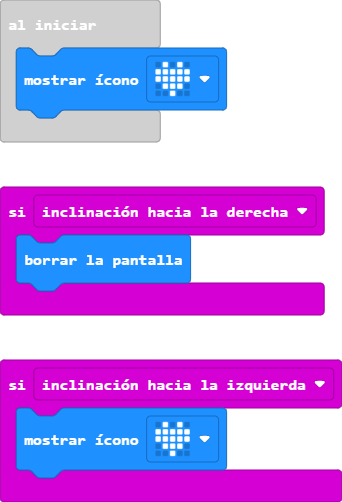 al iniciar
mostrar ícono
si inclinación hacia la derecha
borrar la pantalla
si inclinación hacia la izquierda
mostrar ícono